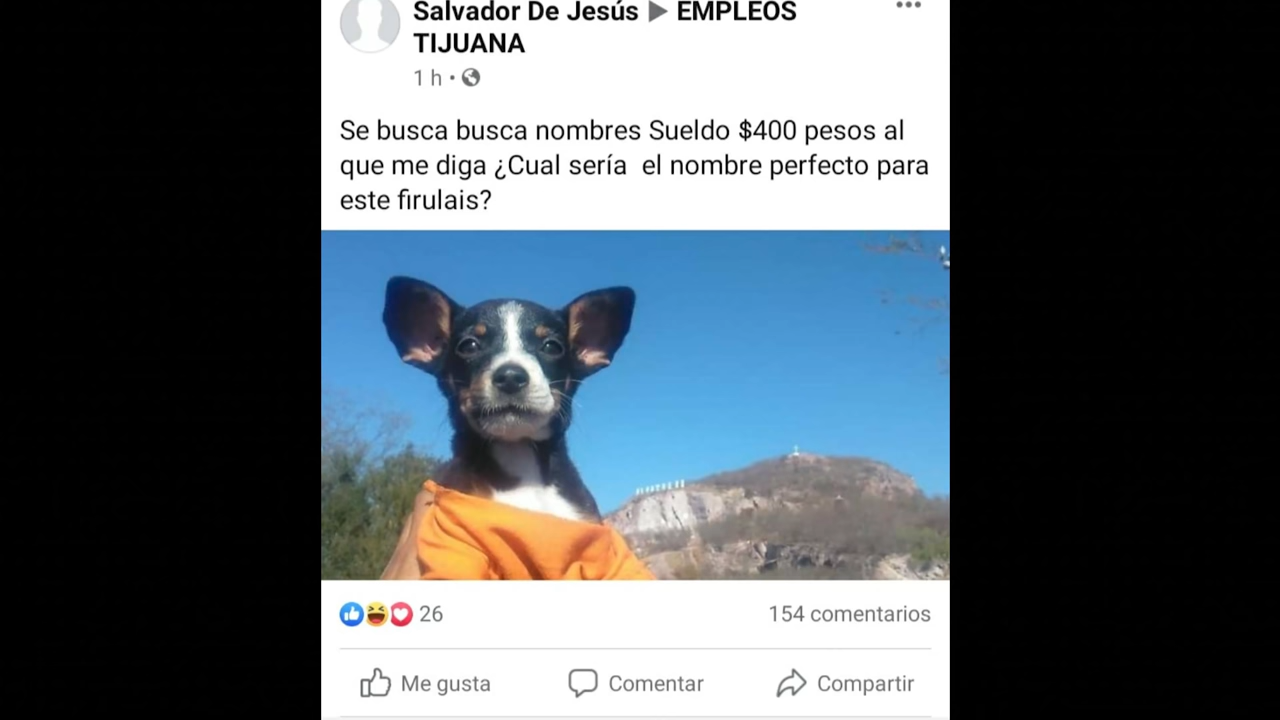 Salvador De Jesús ▶ EMPLEOS
TIJUANA
1 h •
Se busca busca nombres Sueldo $400 pesos al
que me diga ¿Cual sería  el nombre perfecto para
este firulais?
26
154 comentarios
Me gusta
Comentar
Compartir